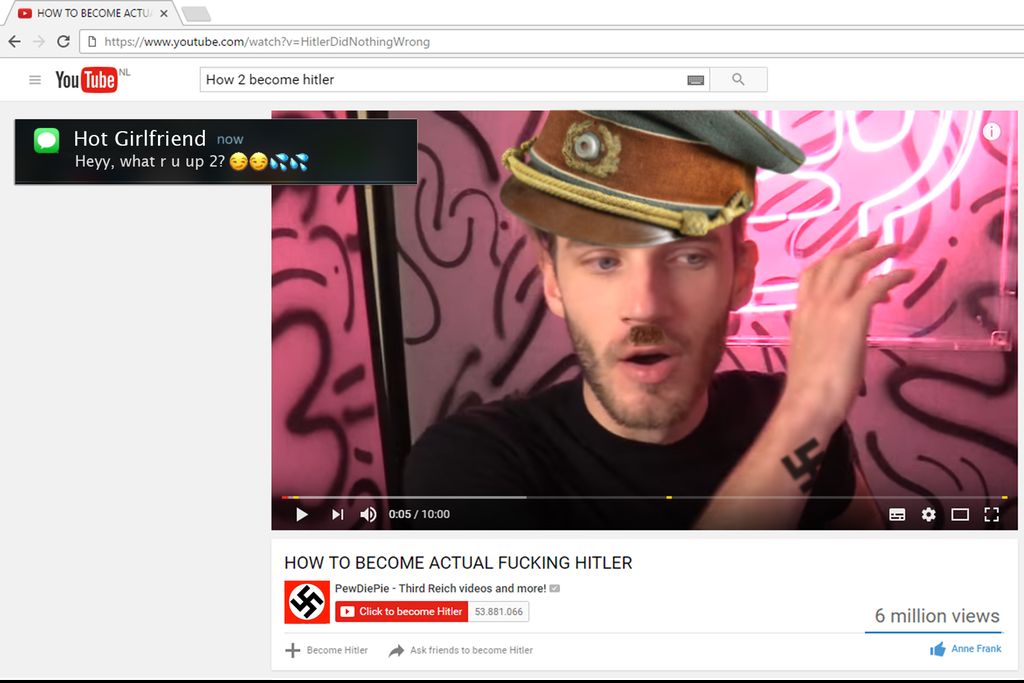 HOW TO BECOME ACTU
https://www.youtube.com/watch?v=HitlerDidNothingWrong
YouTube NL
How 2 become hitler
Hot Girlfriend now
Heyy, what r u up 2? 😏😏💦💦
0:05 / 10:00
HOW TO BECOME ACTUAL FUCKING HITLER
PewDiePie - Third Reich videos and more!
Click to become Hitler 53.881.066
6 million views
Become Hitler Ask friends to become Hitler Anne Frank